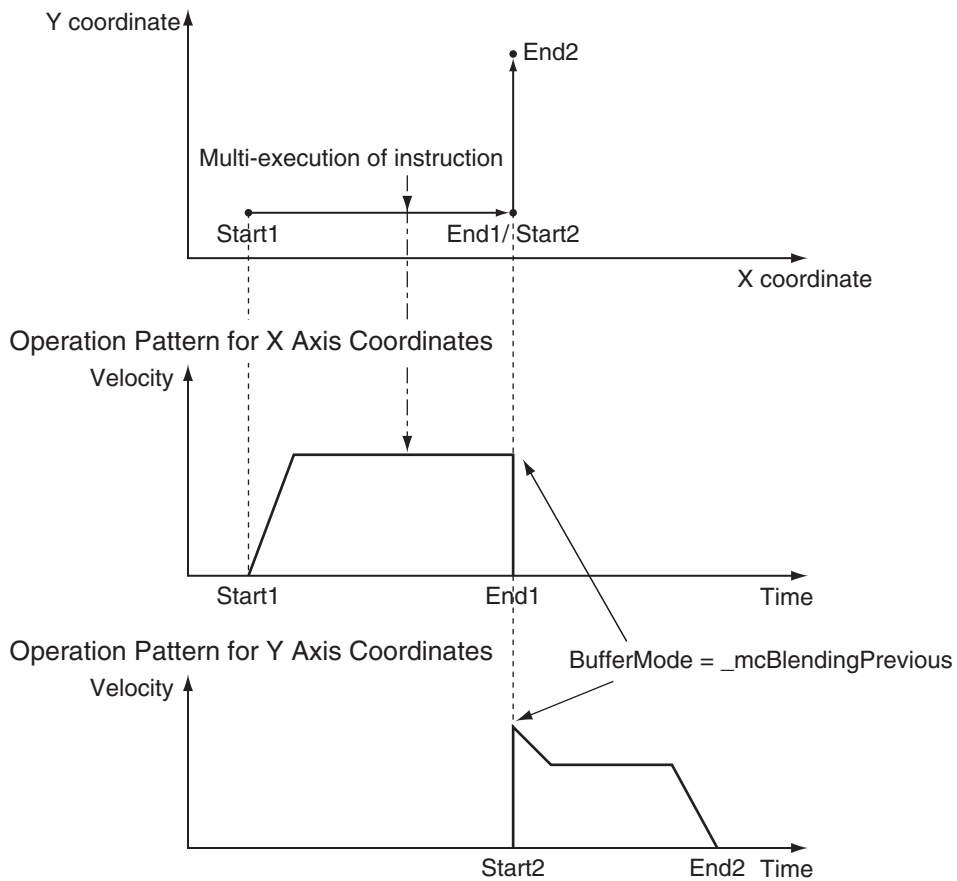 Y coordinate
End2
Multi-execution of instruction
Start1
End1/ Start2
X coordinate
Operation Pattern for X Axis Coordinates
Velocity
Start1
End1
Time
Operation Pattern for Y Axis Coordinates
BufferMode = _mcBlendingPrevious
Velocity
Start2
End2
Time